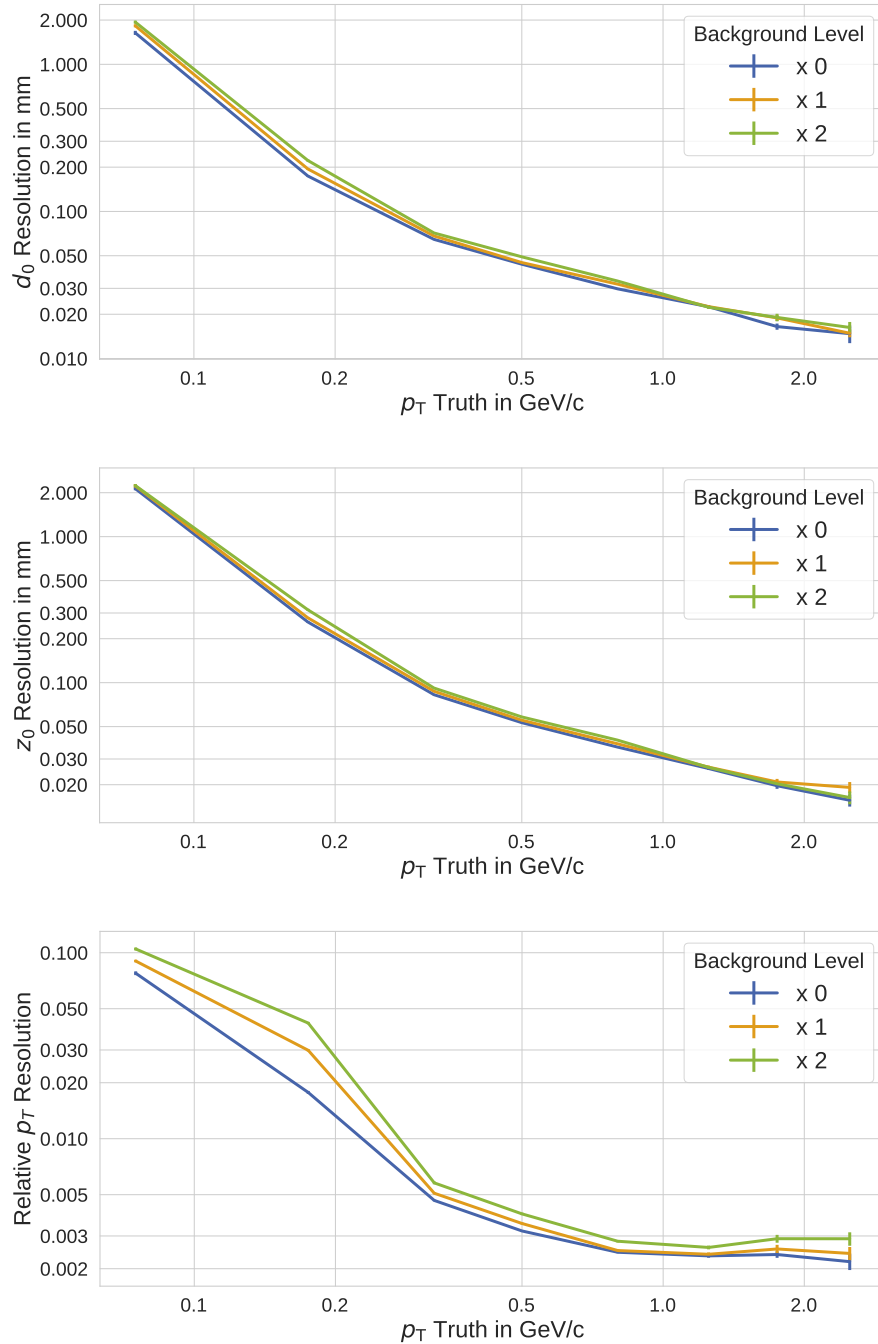 2.000
1.000
0.500
0.300
0.200
0.100
0.050
0.030
0.020
0.010
d0 Resolution in mm
Background Level
x 0
x 1
x 2
0.1 0.2 0.5 1.0 2.0
pT Truth in GeV/c
2.000
1.000
0.500
0.300
0.200
0.100
0.050
0.030
0.020
z0 Resolution in mm
Background Level
x 0
x 1
x 2
0.1 0.2 0.5 1.0 2.0
pT Truth in GeV/c
0.100
0.050
0.030
0.020
0.010
0.005
0.003
0.002
Relative pT Resolution
Background Level
x 0
x 1
x 2
0.1 0.2 0.5 1.0 2.0
pT Truth in GeV/c